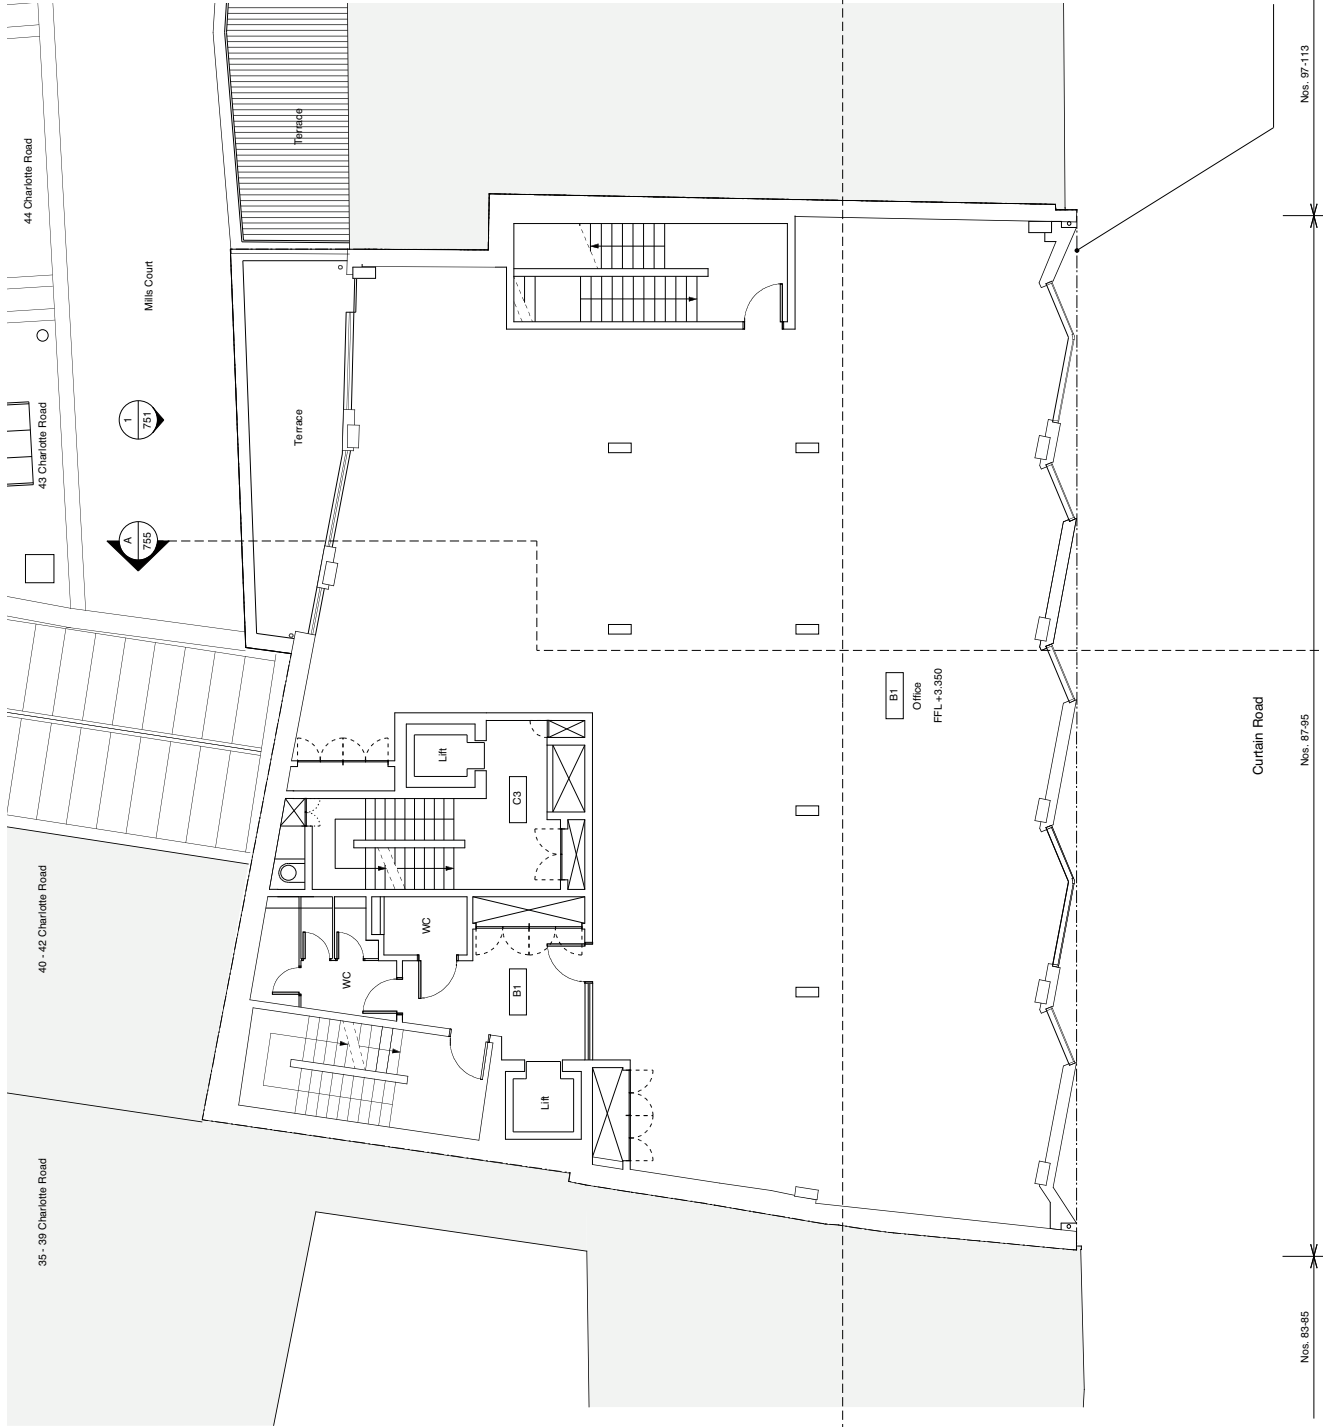 44 Charlotte Road
Mills Court
Terrace
Nos. 97-113
43 Charlotte Road
1
751
Terrace
A
755
B1
Office
FFL +3.350
Curtain Road
Nos. 87-95
Lift
C3
40 - 42 Charlotte Road
WC
WC
B1
Lift
35 - 39 Charlotte Road
Nos. 83-85